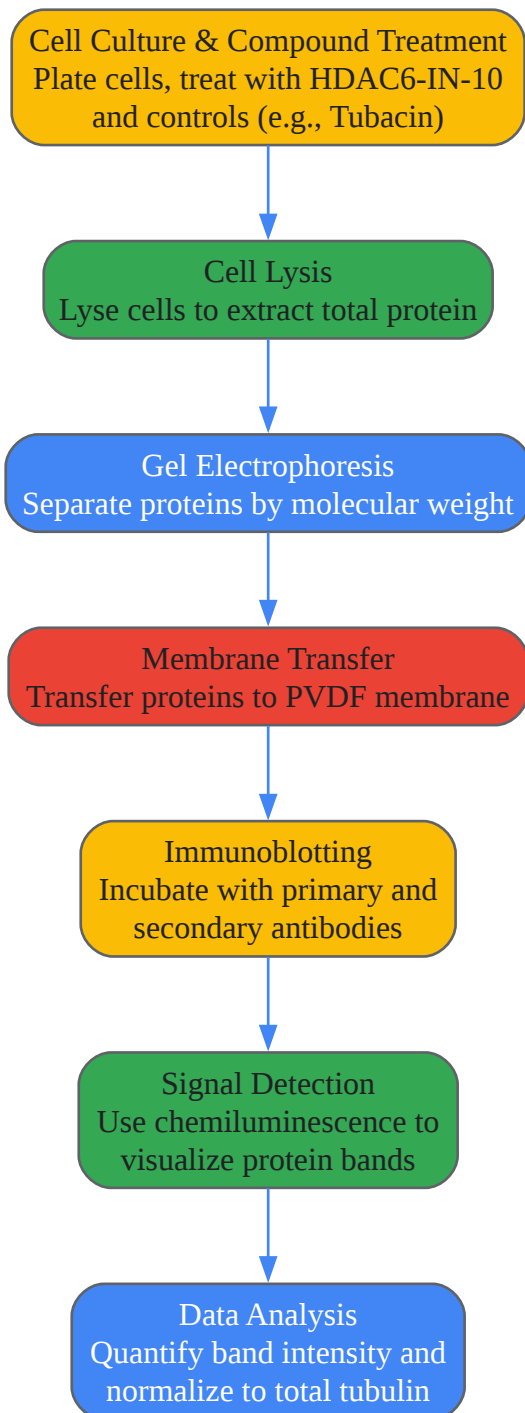 Cell Culture & Compound Treatment
Plate cells, treat with HDAC6-IN-10
and controls (e.g., Tubacin)
Cell Lysis
Lyse cells to extract total protein
Gel Electrophoresis
Separate proteins by molecular weight
Membrane Transfer
Transfer proteins to PVDF membrane
Immunoblotting
Incubate with primary and
secondary antibodies
Signal Detection
Use chemiluminescence to
visualize protein bands
Data Analysis
Quantify band intensity and
normalize to total tubulin